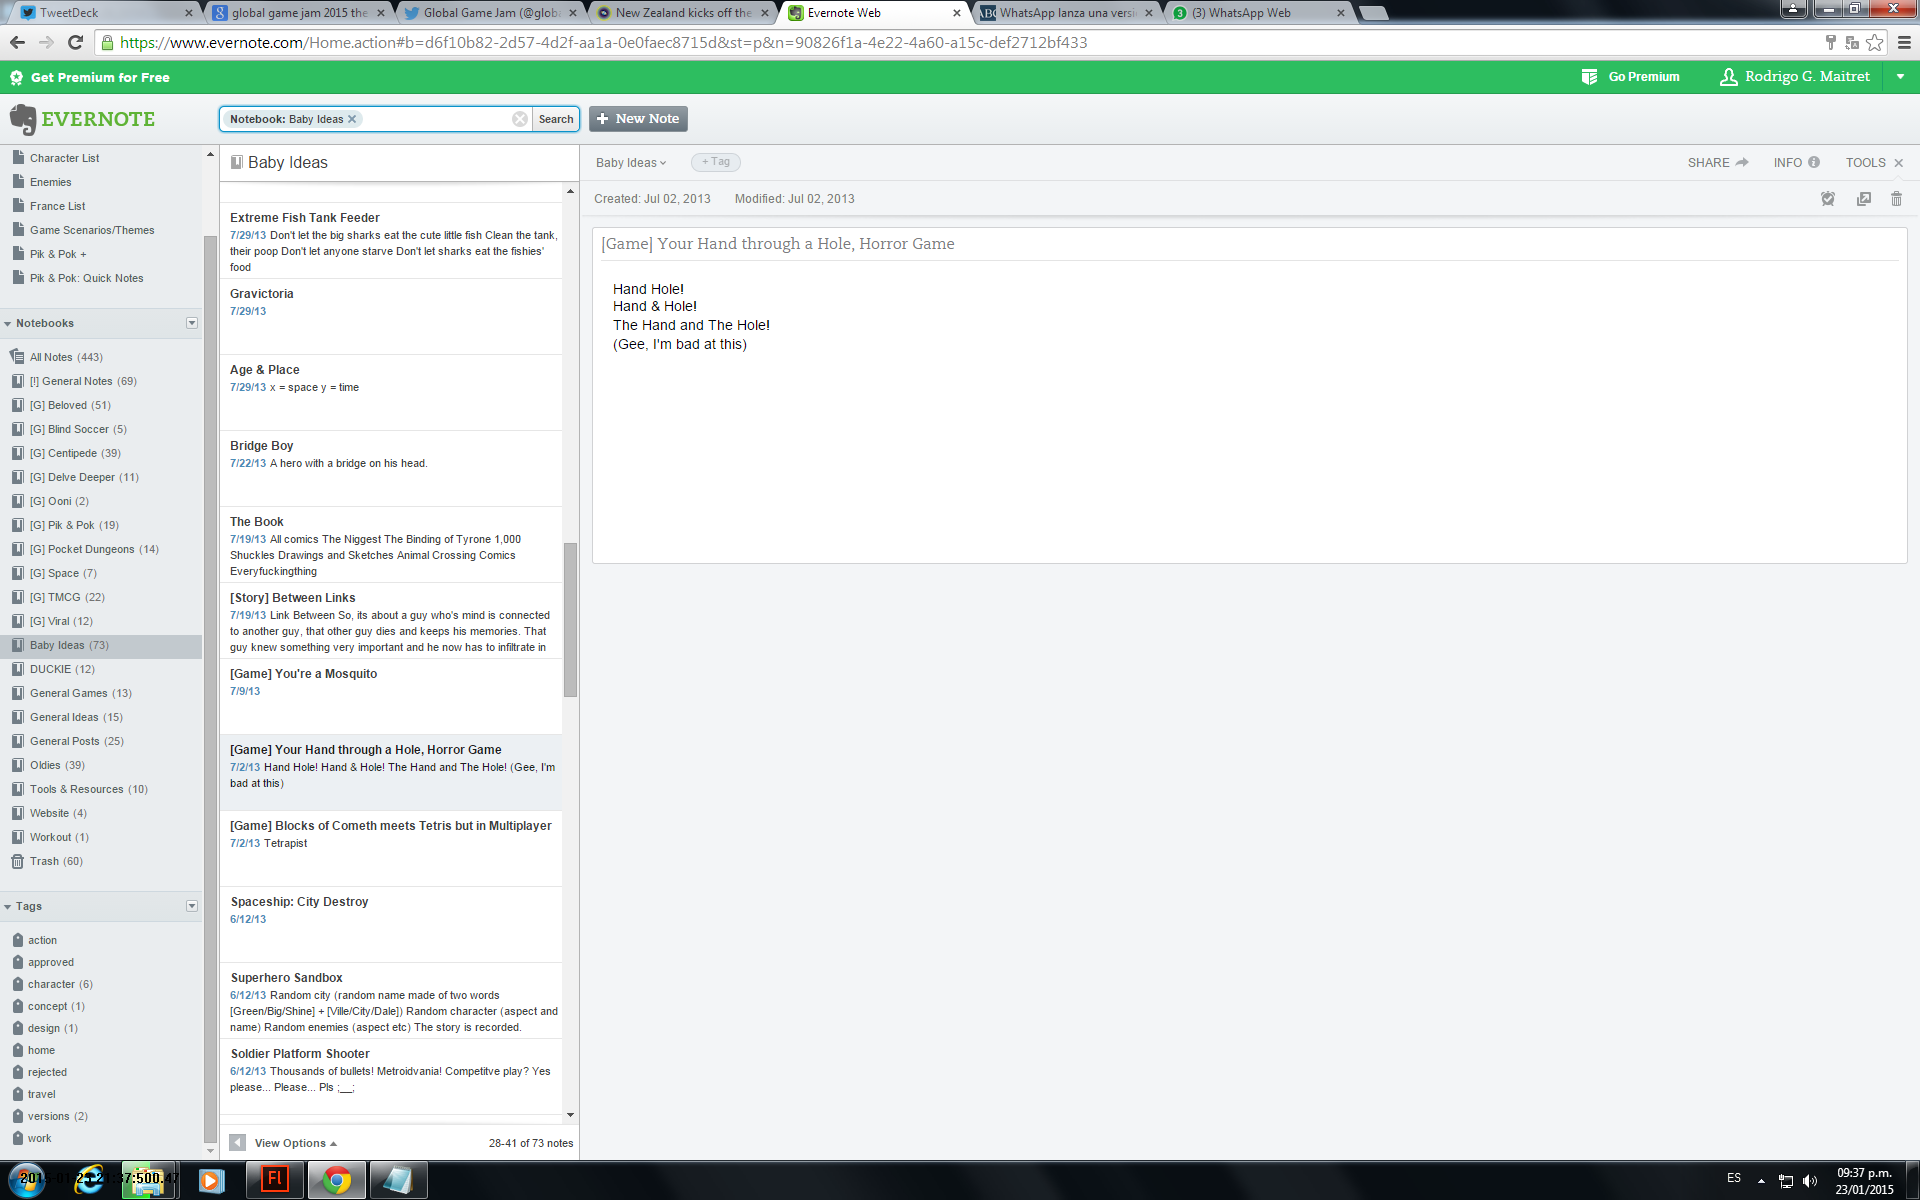 TweetDeck
global game jam 2015 the
Global Game Jam (@globa
New Zealand kicks off the
Evernote Web
WhatsApp lanza una versi
(3) WhatsApp Web
https://www.evernote.com/Home.action#b=d6f10b82-2d57-4d2f-aa1a-0e0faec8715d&st=p&n=90826f1a-4e22-4a60-a15c-def2712bf433
Get Premium for Free
Go Premium
Rodrigo G. Maitret
EVERNOTE
Notebook: Baby Ideas
Search
+ New Note
Character List
Enemies
France List
Game Scenarios/Themes
Pik & Pok +
Pik & Pok: Quick Notes
Notebooks
All Notes (443)
[!] General Notes (69)
[G] Beloved (51)
[G] Blind Soccer (5)
[G] Centipede (39)
[G] Delve Deeper (11)
[G] Ooni (2)
[G] Pik & Pok (19)
[G] Pocket Dungeons (14)
[G] Space (7)
[G] TMCG (22)
[G] Viral (12)
Baby Ideas (73)
DUCKIE (12)
General Games (13)
General Ideas (15)
General Posts (25)
Oldies (39)
Tools & Resources (10)
Website (4)
Workout (1)
Trash (60)
Tags
action
approved
character (6)
concept (1)
design (1)
home
rejected
travel
versions (2)
work
Baby Ideas
Extreme Fish Tank Feeder
7/29/13 Don't let the big sharks eat the cute little fish Clean the tank,
their poop Don't let anyone starve Don't let sharks eat the fishies'
food
Gravictoria
7/29/13
Age & Place
7/29/13 x = space y = time
Bridge Boy
7/22/13 A hero with a bridge on his head.
The Book
7/19/13 All comics The Niggest The Binding of Tyrone 1,000
Shuckles Drawings and Sketches Animal Crossing Comics
Everyfuckingthing
[Story] Between Links
7/19/13 Link Between So, its about a guy who's mind is connected
to another guy, that other guy dies and keeps his memories. That
guy knew something very important and he now has to infiltrate in
[Game] You're a Mosquito
7/9/13
[Game] Your Hand through a Hole, Horror Game
7/2/13 Hand Hole! Hand & Hole! The Hand and The Hole! (Gee, I'm
bad at this)
[Game] Blocks of Cometh meets Tetris but in Multiplayer
7/2/13 Tetrapist
Spaceship: City Destroy
6/12/13
Superhero Sandbox
6/12/13 Random city (random name made of two words
[Green/Big/Shine] + [Ville/City/Dale]) Random character (aspect and
name) Random enemies (aspect etc) The story is recorded.
Soldier Platform Shooter
6/12/13 Thousands of bullets! Metroidvania! Competitve play? Yes
please... Please... Pls ;__;
View Options
28-41 of 73 notes
Baby Ideas
+ Tag
SHARE
INFO
TOOLS
Created: Jul 02, 2013
Modified: Jul 02, 2013
[Game] Your Hand through a Hole, Horror Game
Hand Hole!
Hand & Hole!
The Hand and The Hole!
(Gee, I'm bad at this)
Fl
ES
09:37 p.m.
23/01/2015